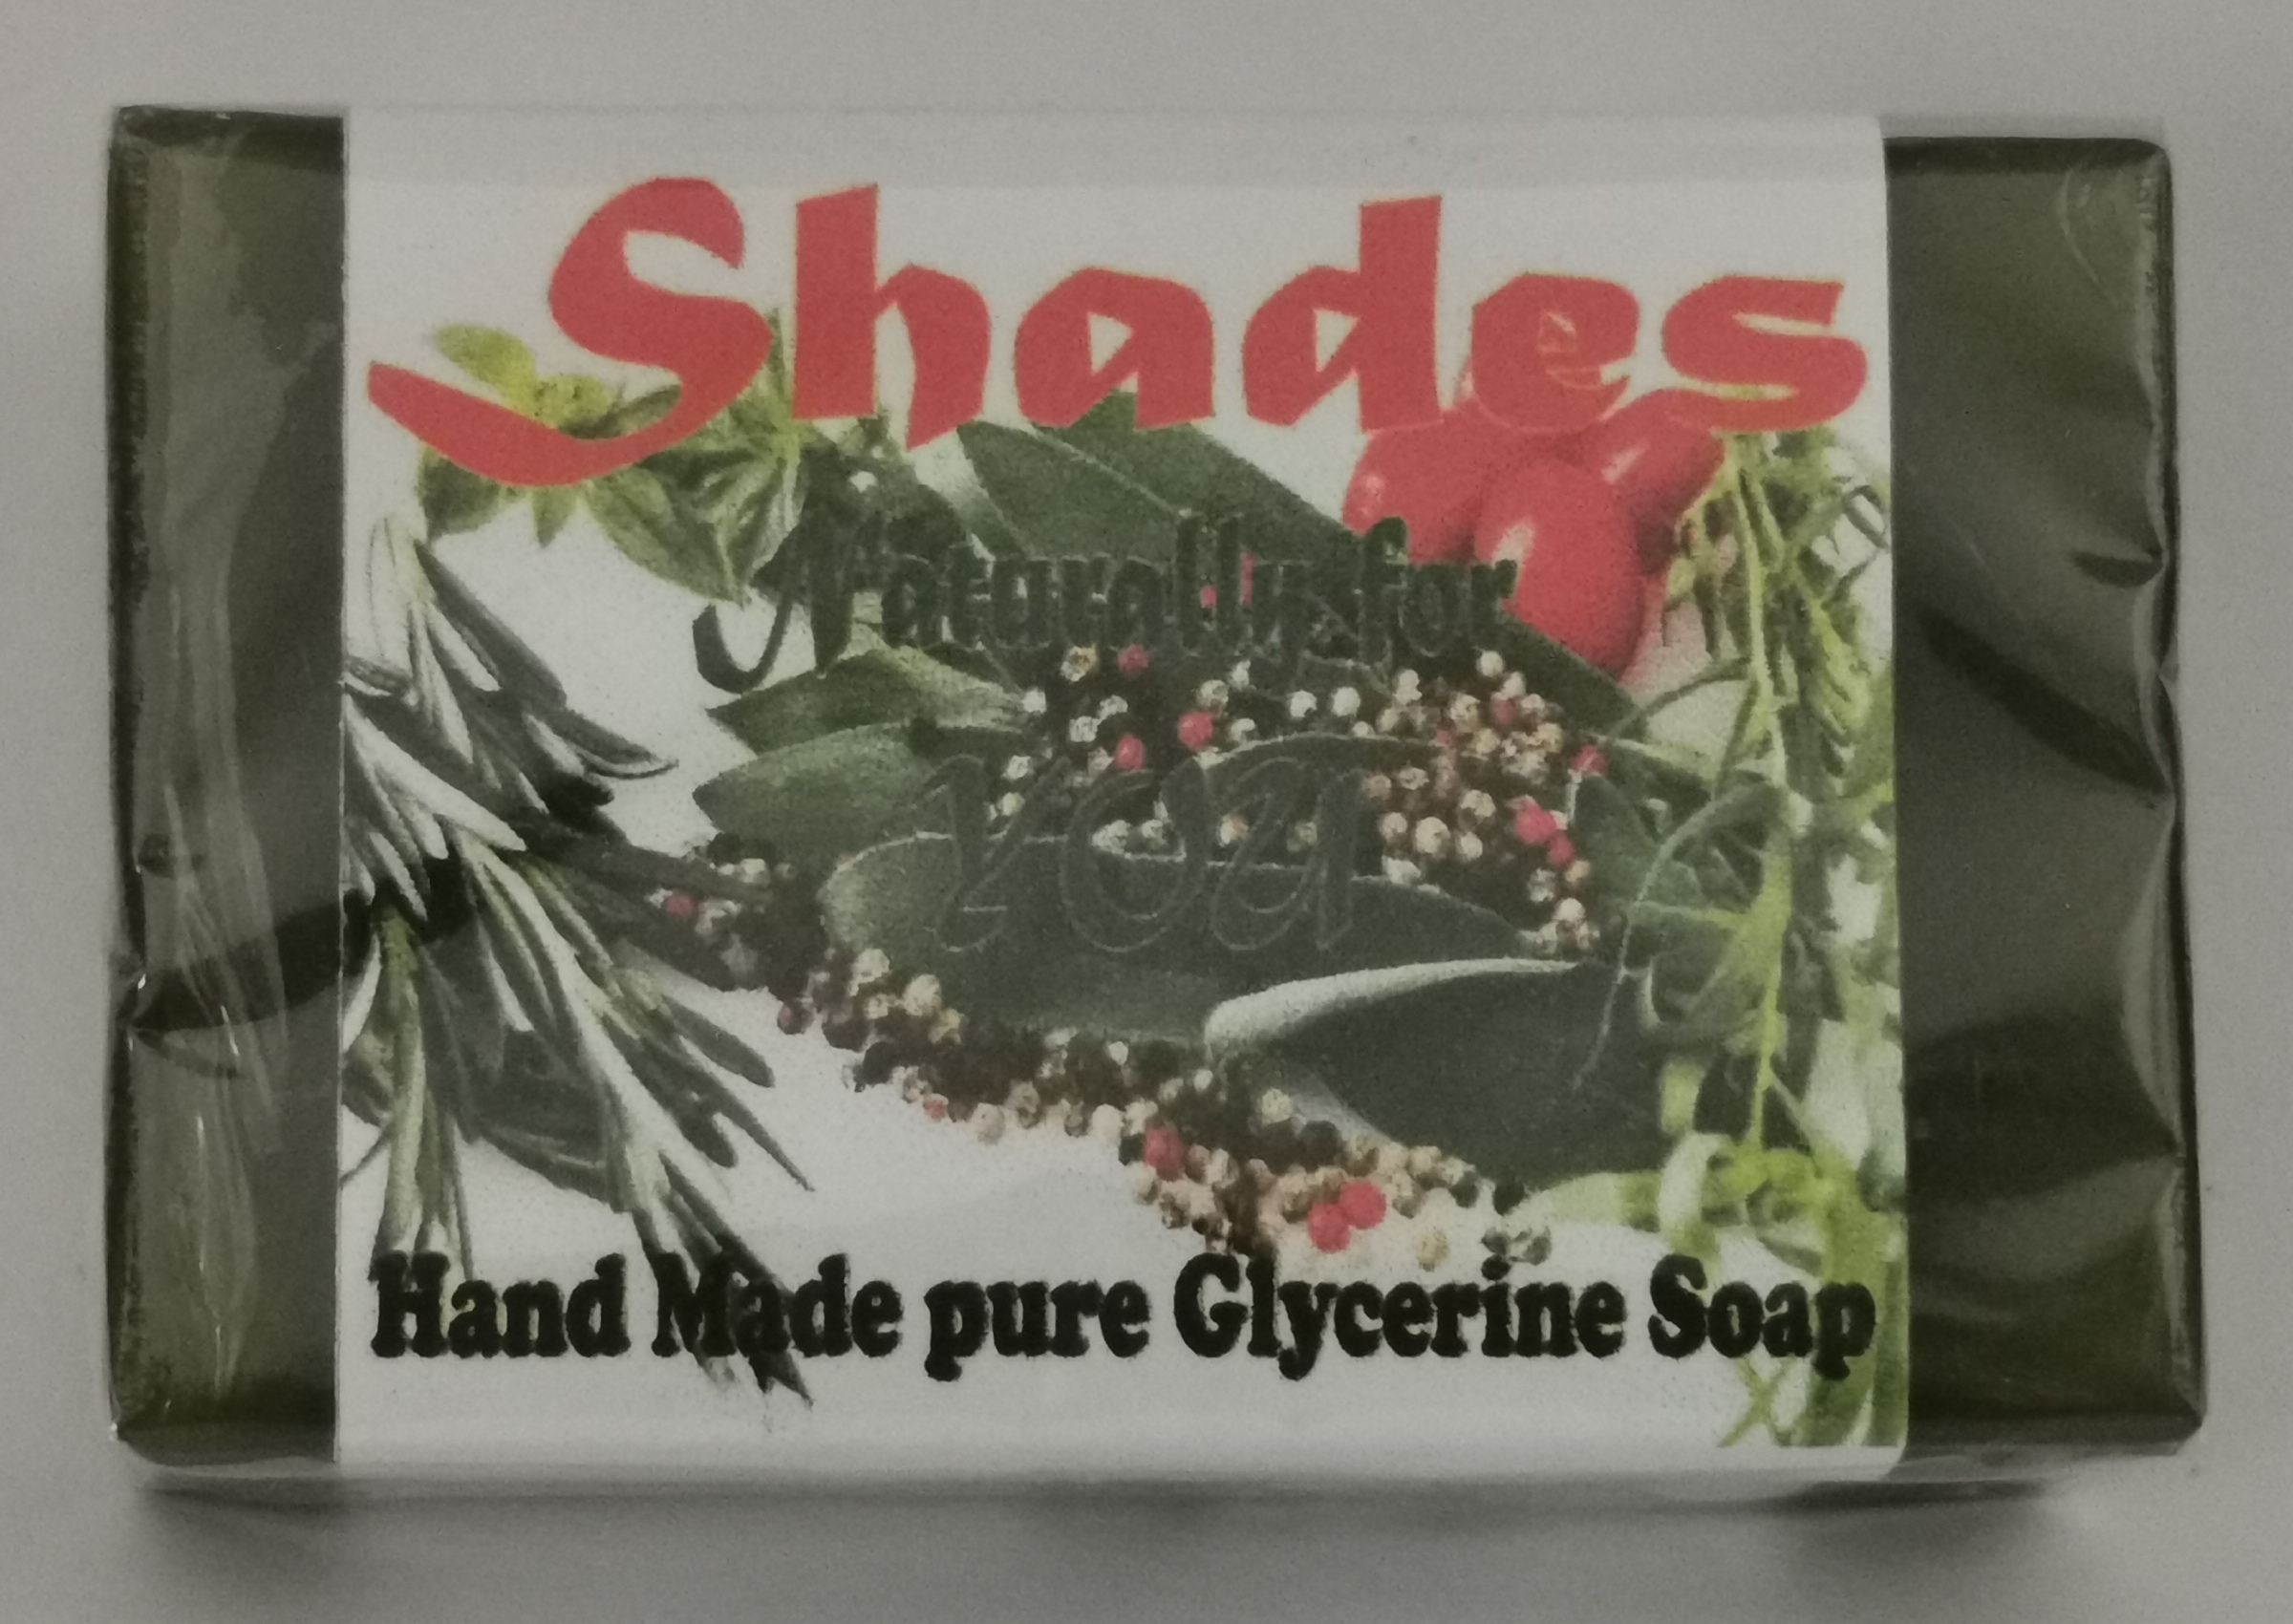 Shades
Naturally for
You
Hand Made pure Glycerine Soap